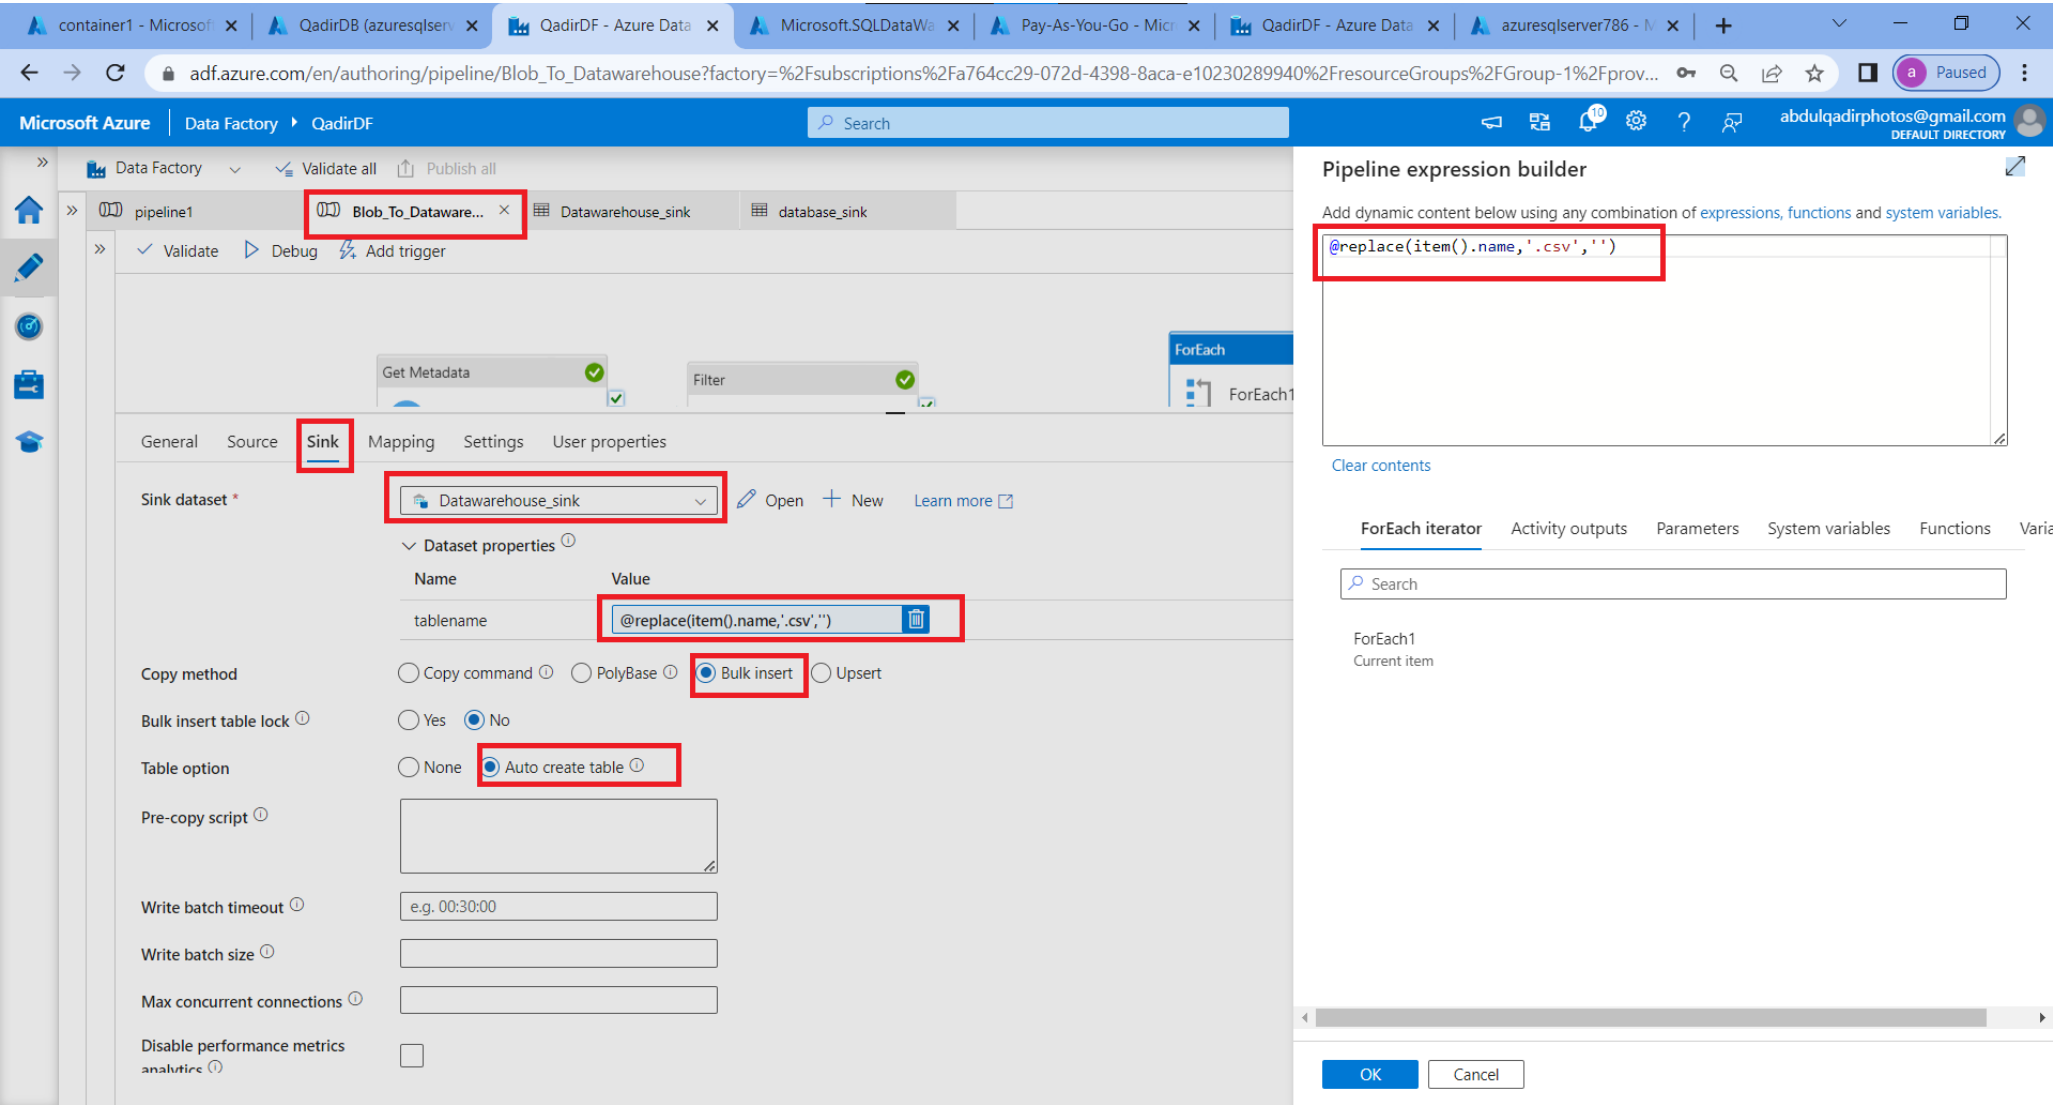 container1 - Microsoft
QadirDB (azuresqlserv
QadirDF - Azure Data
Microsoft.SQLDataWa
Pay-As-You-Go - Micr
QadirDF - Azure Data
azuresqlserver786 - M
adf.azure.com/en/authoring/pipeline/Blob_To_Datawarehouse?factory=%2Fsubscriptions%2Fa764cc29-072d-4398-8aca-e10230289940%2FresourceGroups%2FGroup-1%2Fprov...
a Paused
Microsoft Azure
Data Factory
QadirDF
Search
10
abdulqadirphotos@gmail.com
DEFAULT DIRECTORY
Data Factory
Validate all
Publish all
pipeline1
Blob_To_Dataware...
Datawarehouse_sink
database_sink
Validate
Debug
Add trigger
Get Metadata
Filter
ForEach
ForEach1
General
Source
Sink
Mapping
Settings
User properties
Sink dataset *
Datawarehouse_sink
Open
New
Learn more
Dataset properties
Name
Value
tablename
@replace(item().name,'.csv','')
Copy method
Copy command
PolyBase
Bulk insert
Upsert
Bulk insert table lock
Yes
No
Table option
None
Auto create table
Pre-copy script
Write batch timeout
e.g. 00:30:00
Write batch size
Max concurrent connections
Disable performance metrics
analytics
Pipeline expression builder
Add dynamic content below using any combination of expressions, functions and system variables.
@replace(item().name,'.csv','')
Clear contents
ForEach iterator
Activity outputs
Parameters
System variables
Functions
Varia
Search
ForEach1
Current item
OK
Cancel